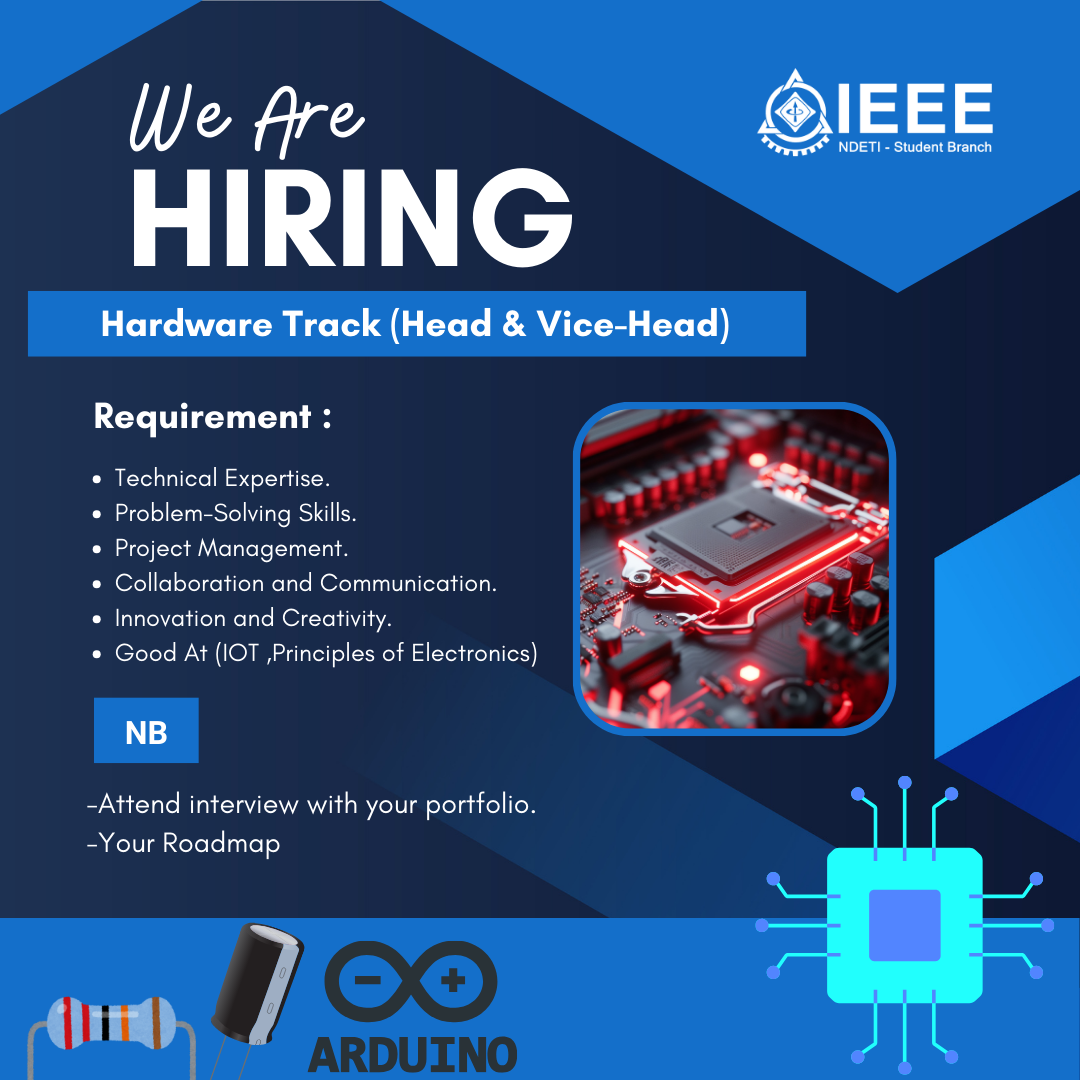 We Are
HIRING
IEEE
NDETI - Student Branch
Hardware Track (Head & Vice-Head)
Requirement :
• Technical Expertise.
• Problem-Solving Skills.
• Project Management.
• Collaboration and Communication.
• Innovation and Creativity.
• Good At (IOT ,Principles of Electronics)
NB
-Attend interview with your portfolio.
-Your Roadmap
ARDUINO